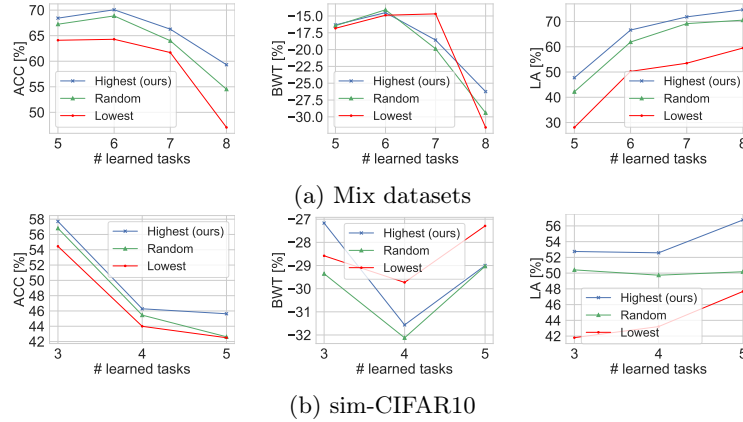 ACC [%]
70
65
60
55
50
Highest (ours)
Random
Lowest
5 6 7 8
# learned tasks
BWT [%]
−15.0
−17.5
−20.0
−22.5
−25.0
−27.5
−30.0
Highest (ours)
Random
Lowest
5 6 7 8
# learned tasks
LA [%]
70
60
50
40
30
Highest (ours)
Random
Lowest
5 6 7 8
# learned tasks
(a) Mix datasets
ACC [%]
58
56
54
52
50
48
46
44
42
Highest (ours)
Random
Lowest
3 4 5
# learned tasks
BWT [%]
−27
−28
−29
−30
−31
−32
Highest (ours)
Random
Lowest
3 4 5
# learned tasks
LA [%]
56
54
52
50
48
46
44
42
Highest (ours)
Random
Lowest
3 4 5
# learned tasks
(b) sim-CIFAR10